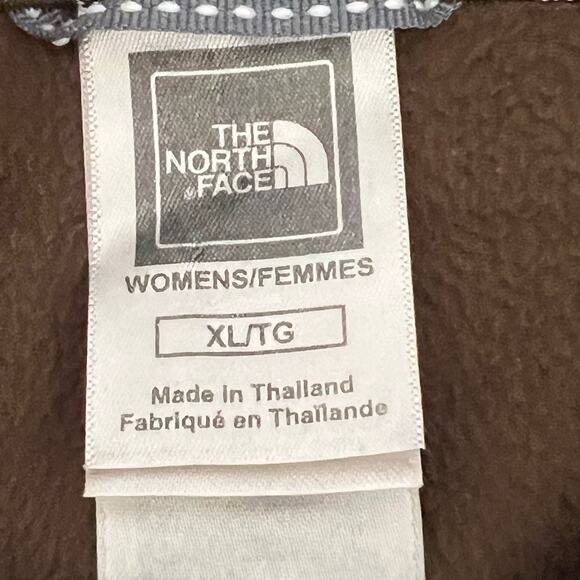 THE
NORTH
FACE
WOMENS/FEMMES
XL/TG
Made in Thailand
Fabriqué en Thaïlande